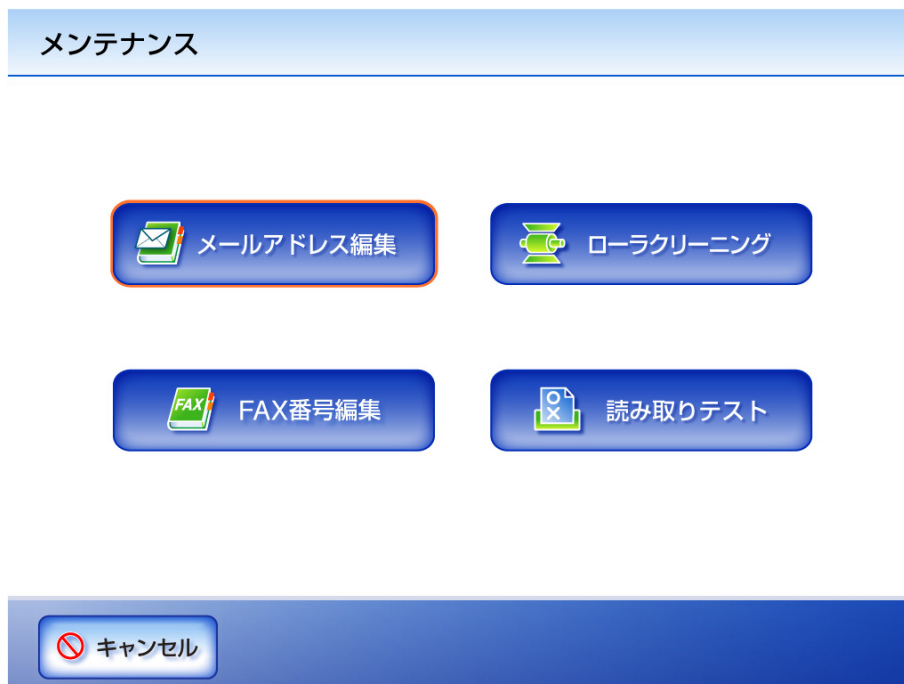 メンテナンス
メールアドレス編集
ローラクリーニング
FAX FAX番号編集
読み取りテスト
キャンセル